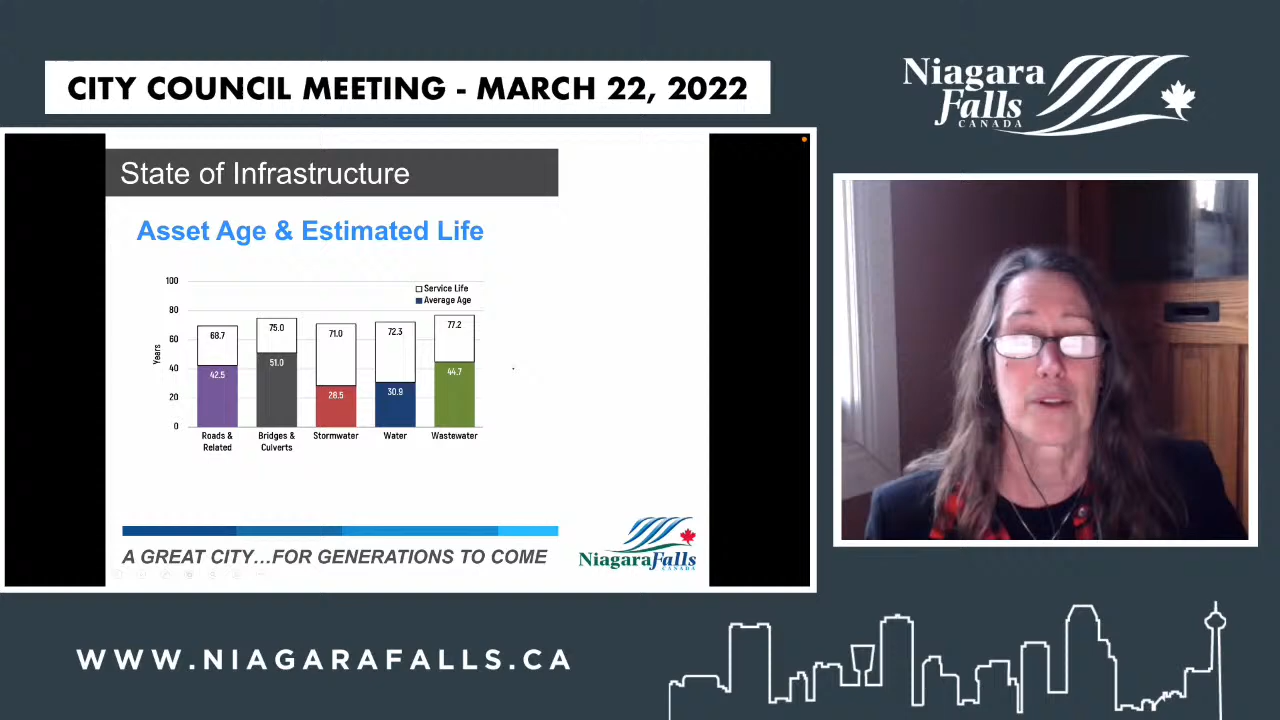 CITY COUNCIL MEETING - MARCH 22, 2022
Niagara
Falls
CANADA
State of Infrastructure
Asset Age & Estimated Life
100
80
60
40
20
0
Years
Service Life
Average Age
68.7
42.5
75.0
51.0
71.0
28.5
72.3
30.9
77.2
44.7
Roads &
Related
Bridges &
Culverts
Stormwater
Water
Wastewater
A GREAT CITY...FOR GENERATIONS TO COME
NiagaraFalls
CANADA
WWW.NIAGARAFALLS.CA